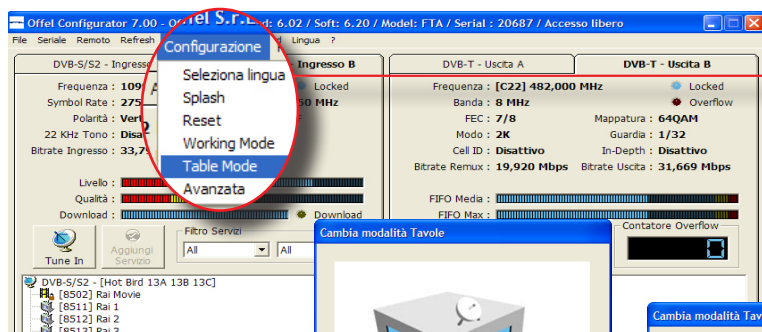 Offel Configurator 7.00 - Offel S.r.l. 6.02 / Soft: 6.20 / Model: FTA / Serial : 20687 / Accesso libero
File Seriale Remoto Refresh Configurazione Lingua ?
DVB-S/S2 - Ingresso Ingresso B DVB-T - Uscita A DVB-T - Uscita B
Seleziona lingua
Splash
Reset
Working Mode
Table Mode
Avanzata
Frequenza : 109 Locked Frequenza : [C22] 482,000 MHz Locked
Symbol Rate : 275 50 MHz Banda : 8 MHz Overflow
Polarità : Vert FEC : 7/8 Mappatura : 64QAM
22 KHz Tono : Disa Modo : 2K Guardia : 1/32
Cell ID : Disattivo In-Depth : Disattivo
Bitrate Ingresso : 33,7 Bitrate Remux : 19,920 Mbps Bitrate Uscita : 31,669 Mbps
Livello :
Qualità : FIFO Media :
Download : Download FIFO Max :
Tune In Aggiungi Servizio Filtro Servizi All All
Contatore Overflow
0
Cambia modalità Tavole
DVB-S/S2 - [Hot Bird 13A 13B 13C]
[8502] Rai Movie
[8511] Rai 1
[8512] Rai 2
[8513] Rai 3
Cambia modalità Tav